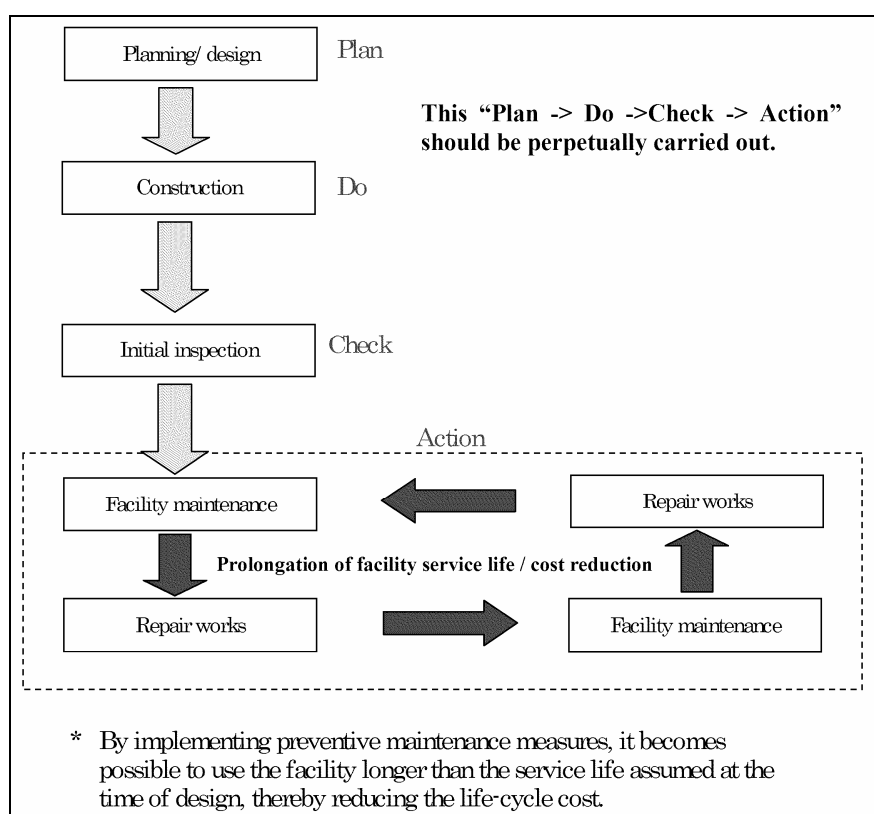 Planning/ design
Plan
This “Plan -> Do ->Check -> Action”
should be perpetually carried out.
Construction
Do
Initial inspection
Check
Action
Facility maintenance
Repair works
Prolongation of facility service life / cost reduction
Repair works
Facility maintenance
* By implementing preventive maintenance measures, it becomes
possible to use the facility longer than the service life assumed at the
time of design, thereby reducing the life-cycle cost.